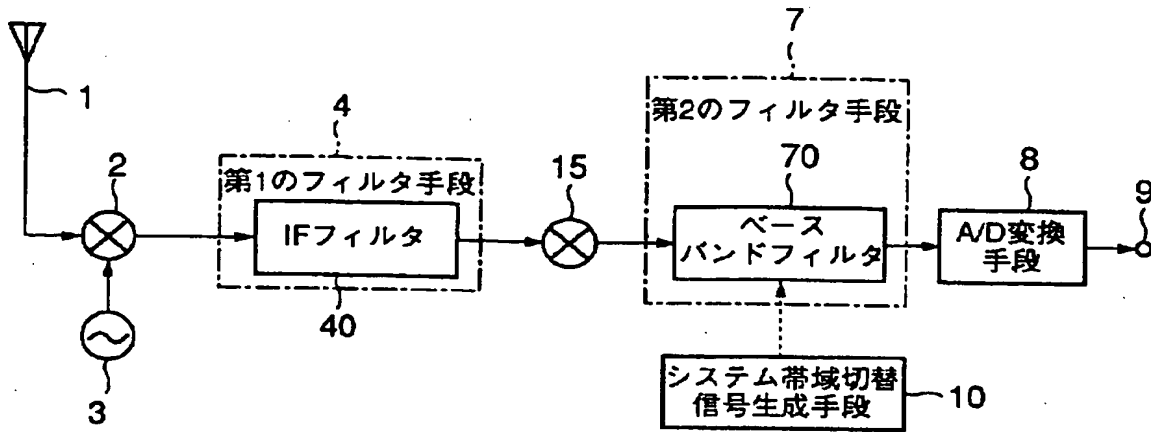 7
第2のフィルタ手段
1
4
70
2
第1のフィルタ手段
15
8
9
IFフィルタ
ベース
バンドフィルタ
A/D変換
手段
40
3
システム帯域切替
信号生成手段
10